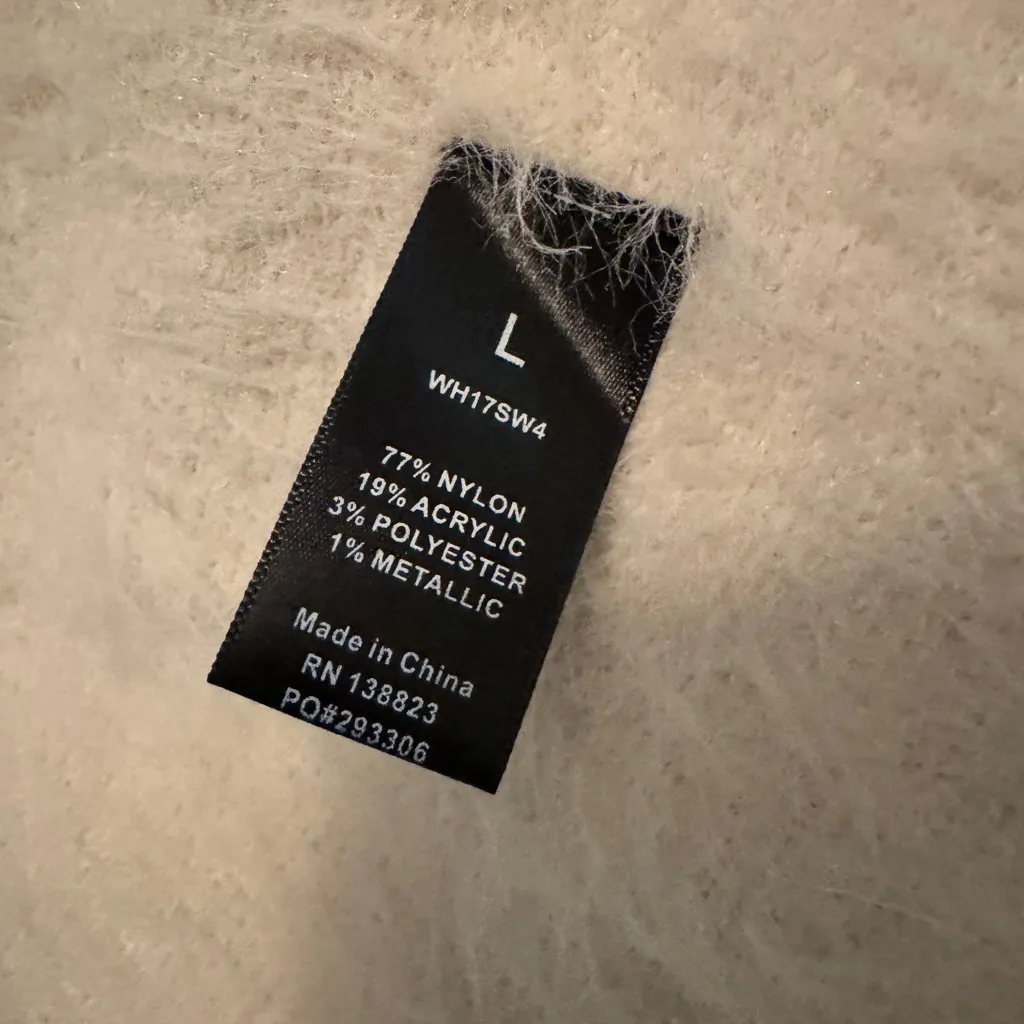 L
WH17SW4
77% NYLON
19% ACRYLIC
3% POLYESTER
1% METALLIC
Made in China
RN 138823
PO#293306